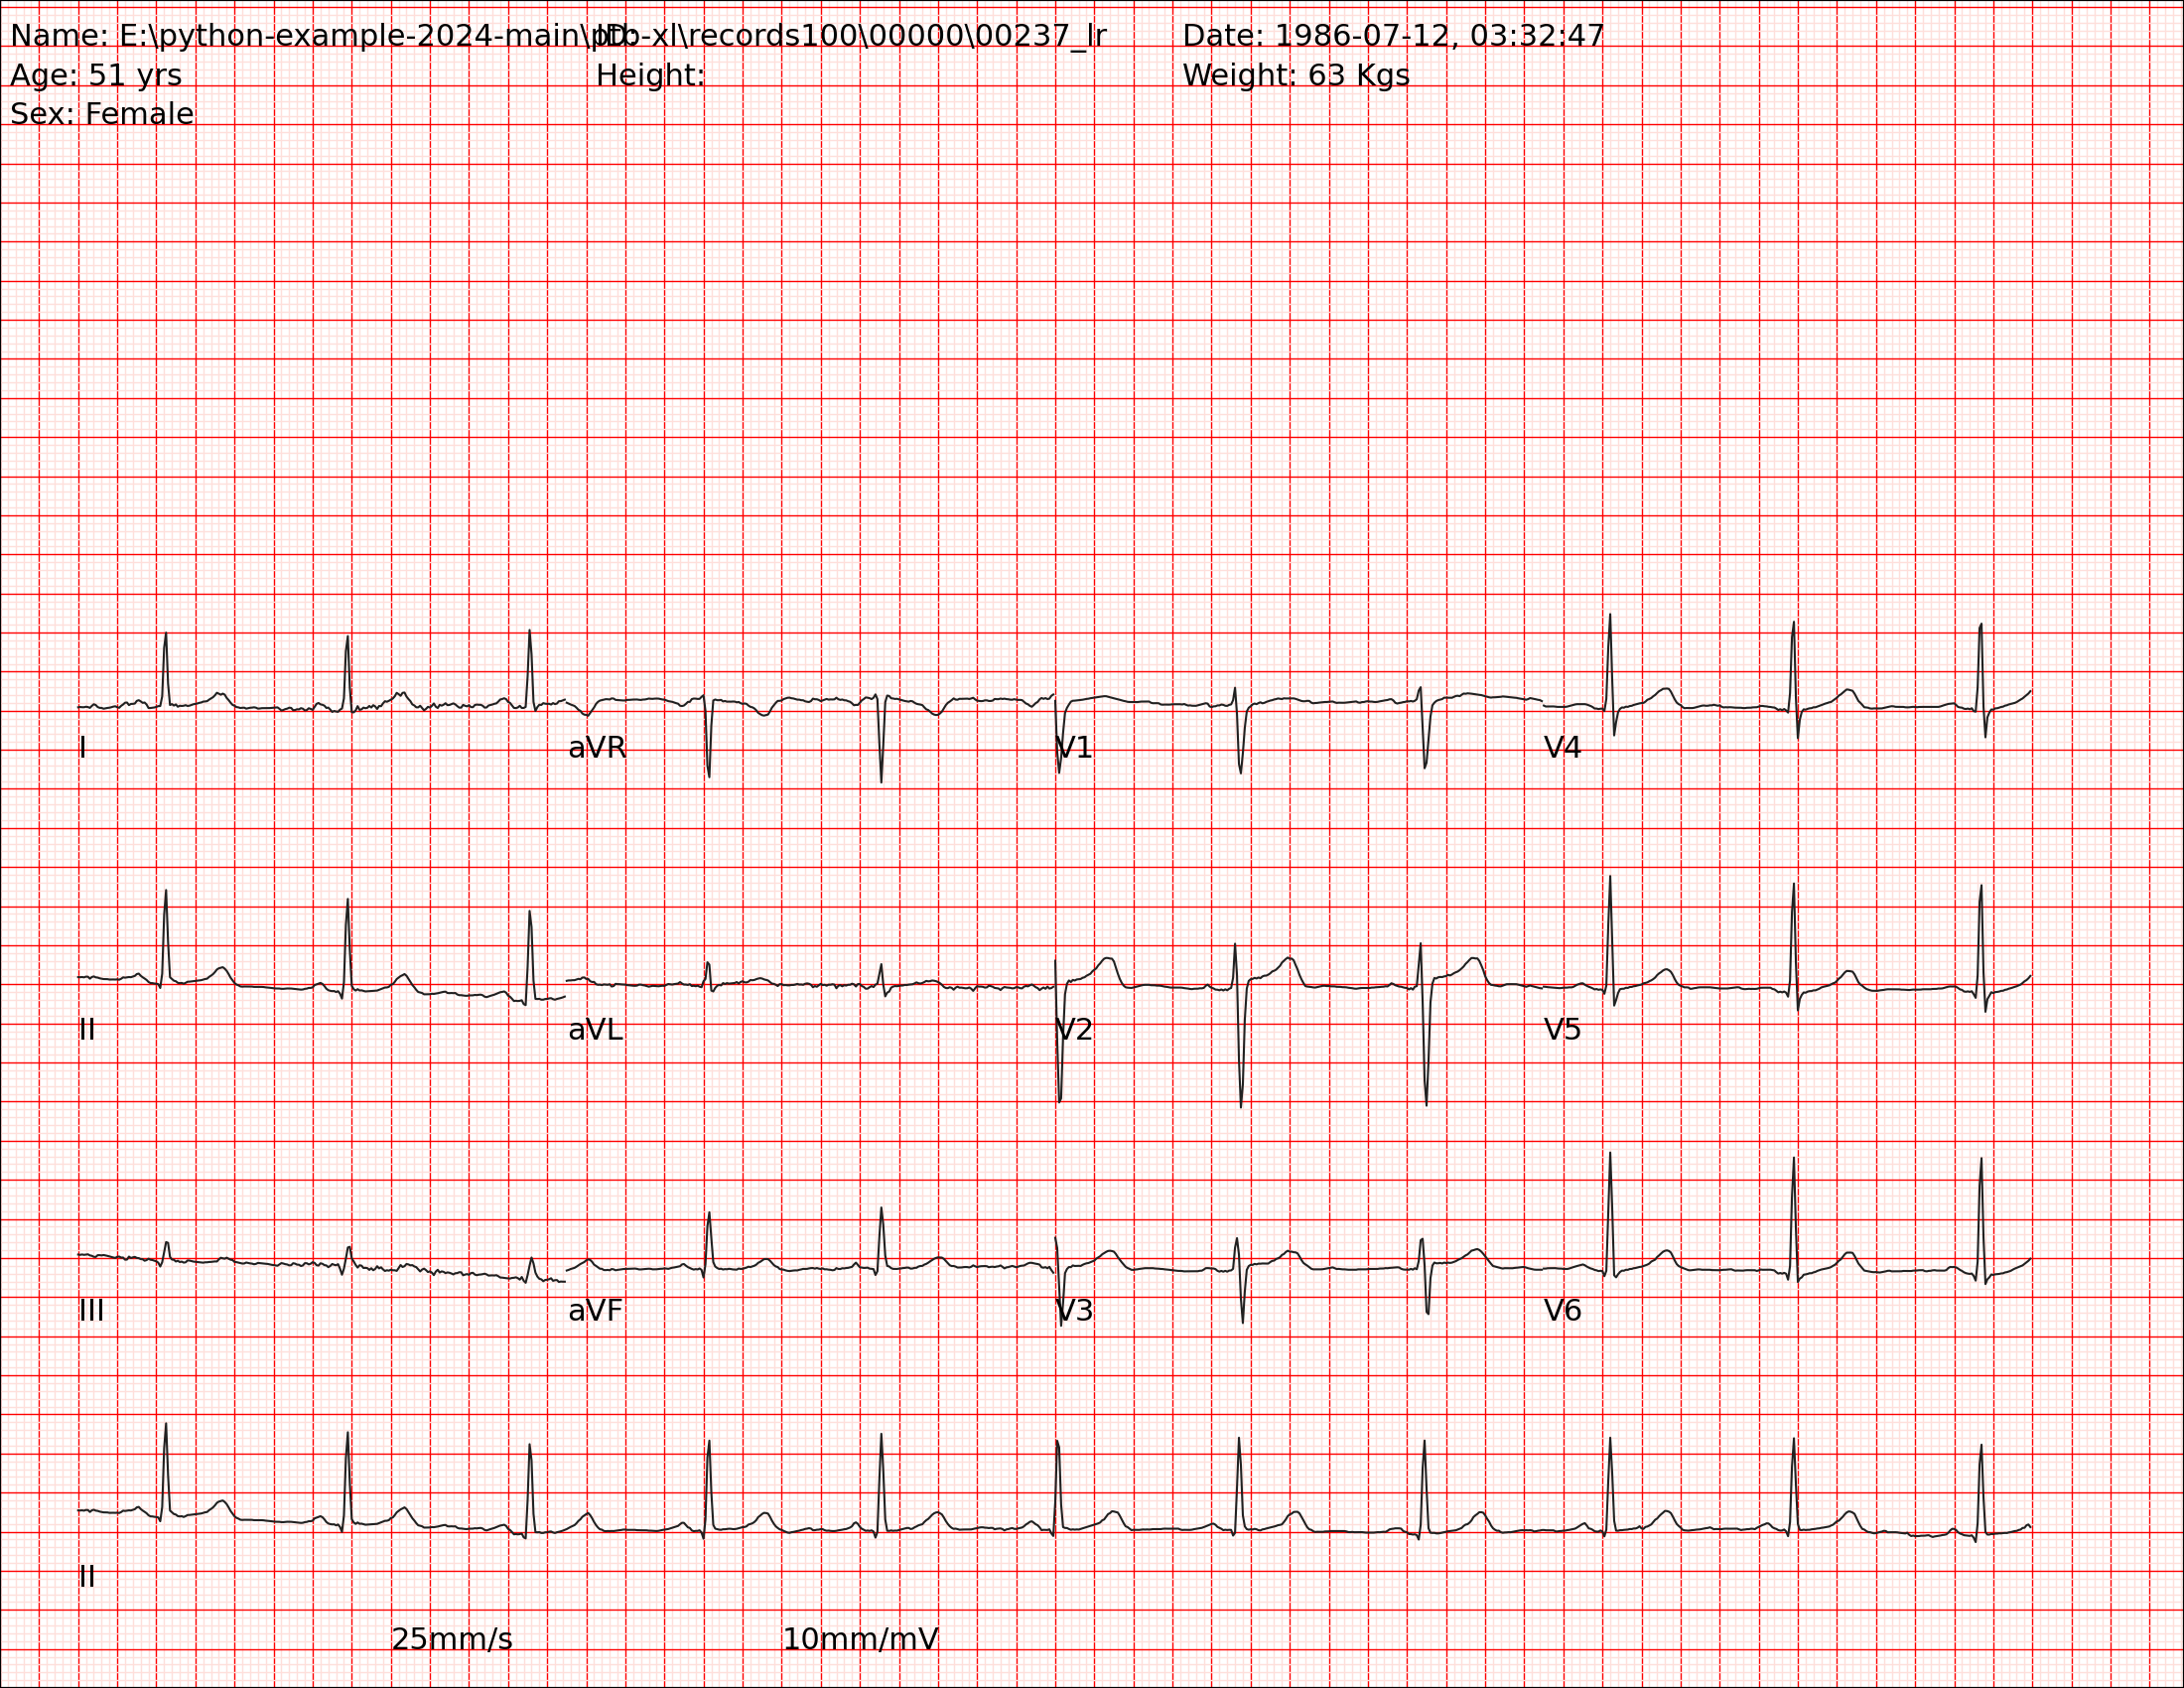 Name: E:\python-example-2024-main\ptb-xl\records100\00000\00237_lr ID: Date: 1986-07-12, 03:32:47
Age: 51 yrs Height: Weight: 63 Kgs
Sex: Female
I aVR V1 V4
II aVL V2 V5
III aVF V3 V6
II
25mm/s 10mm/mV